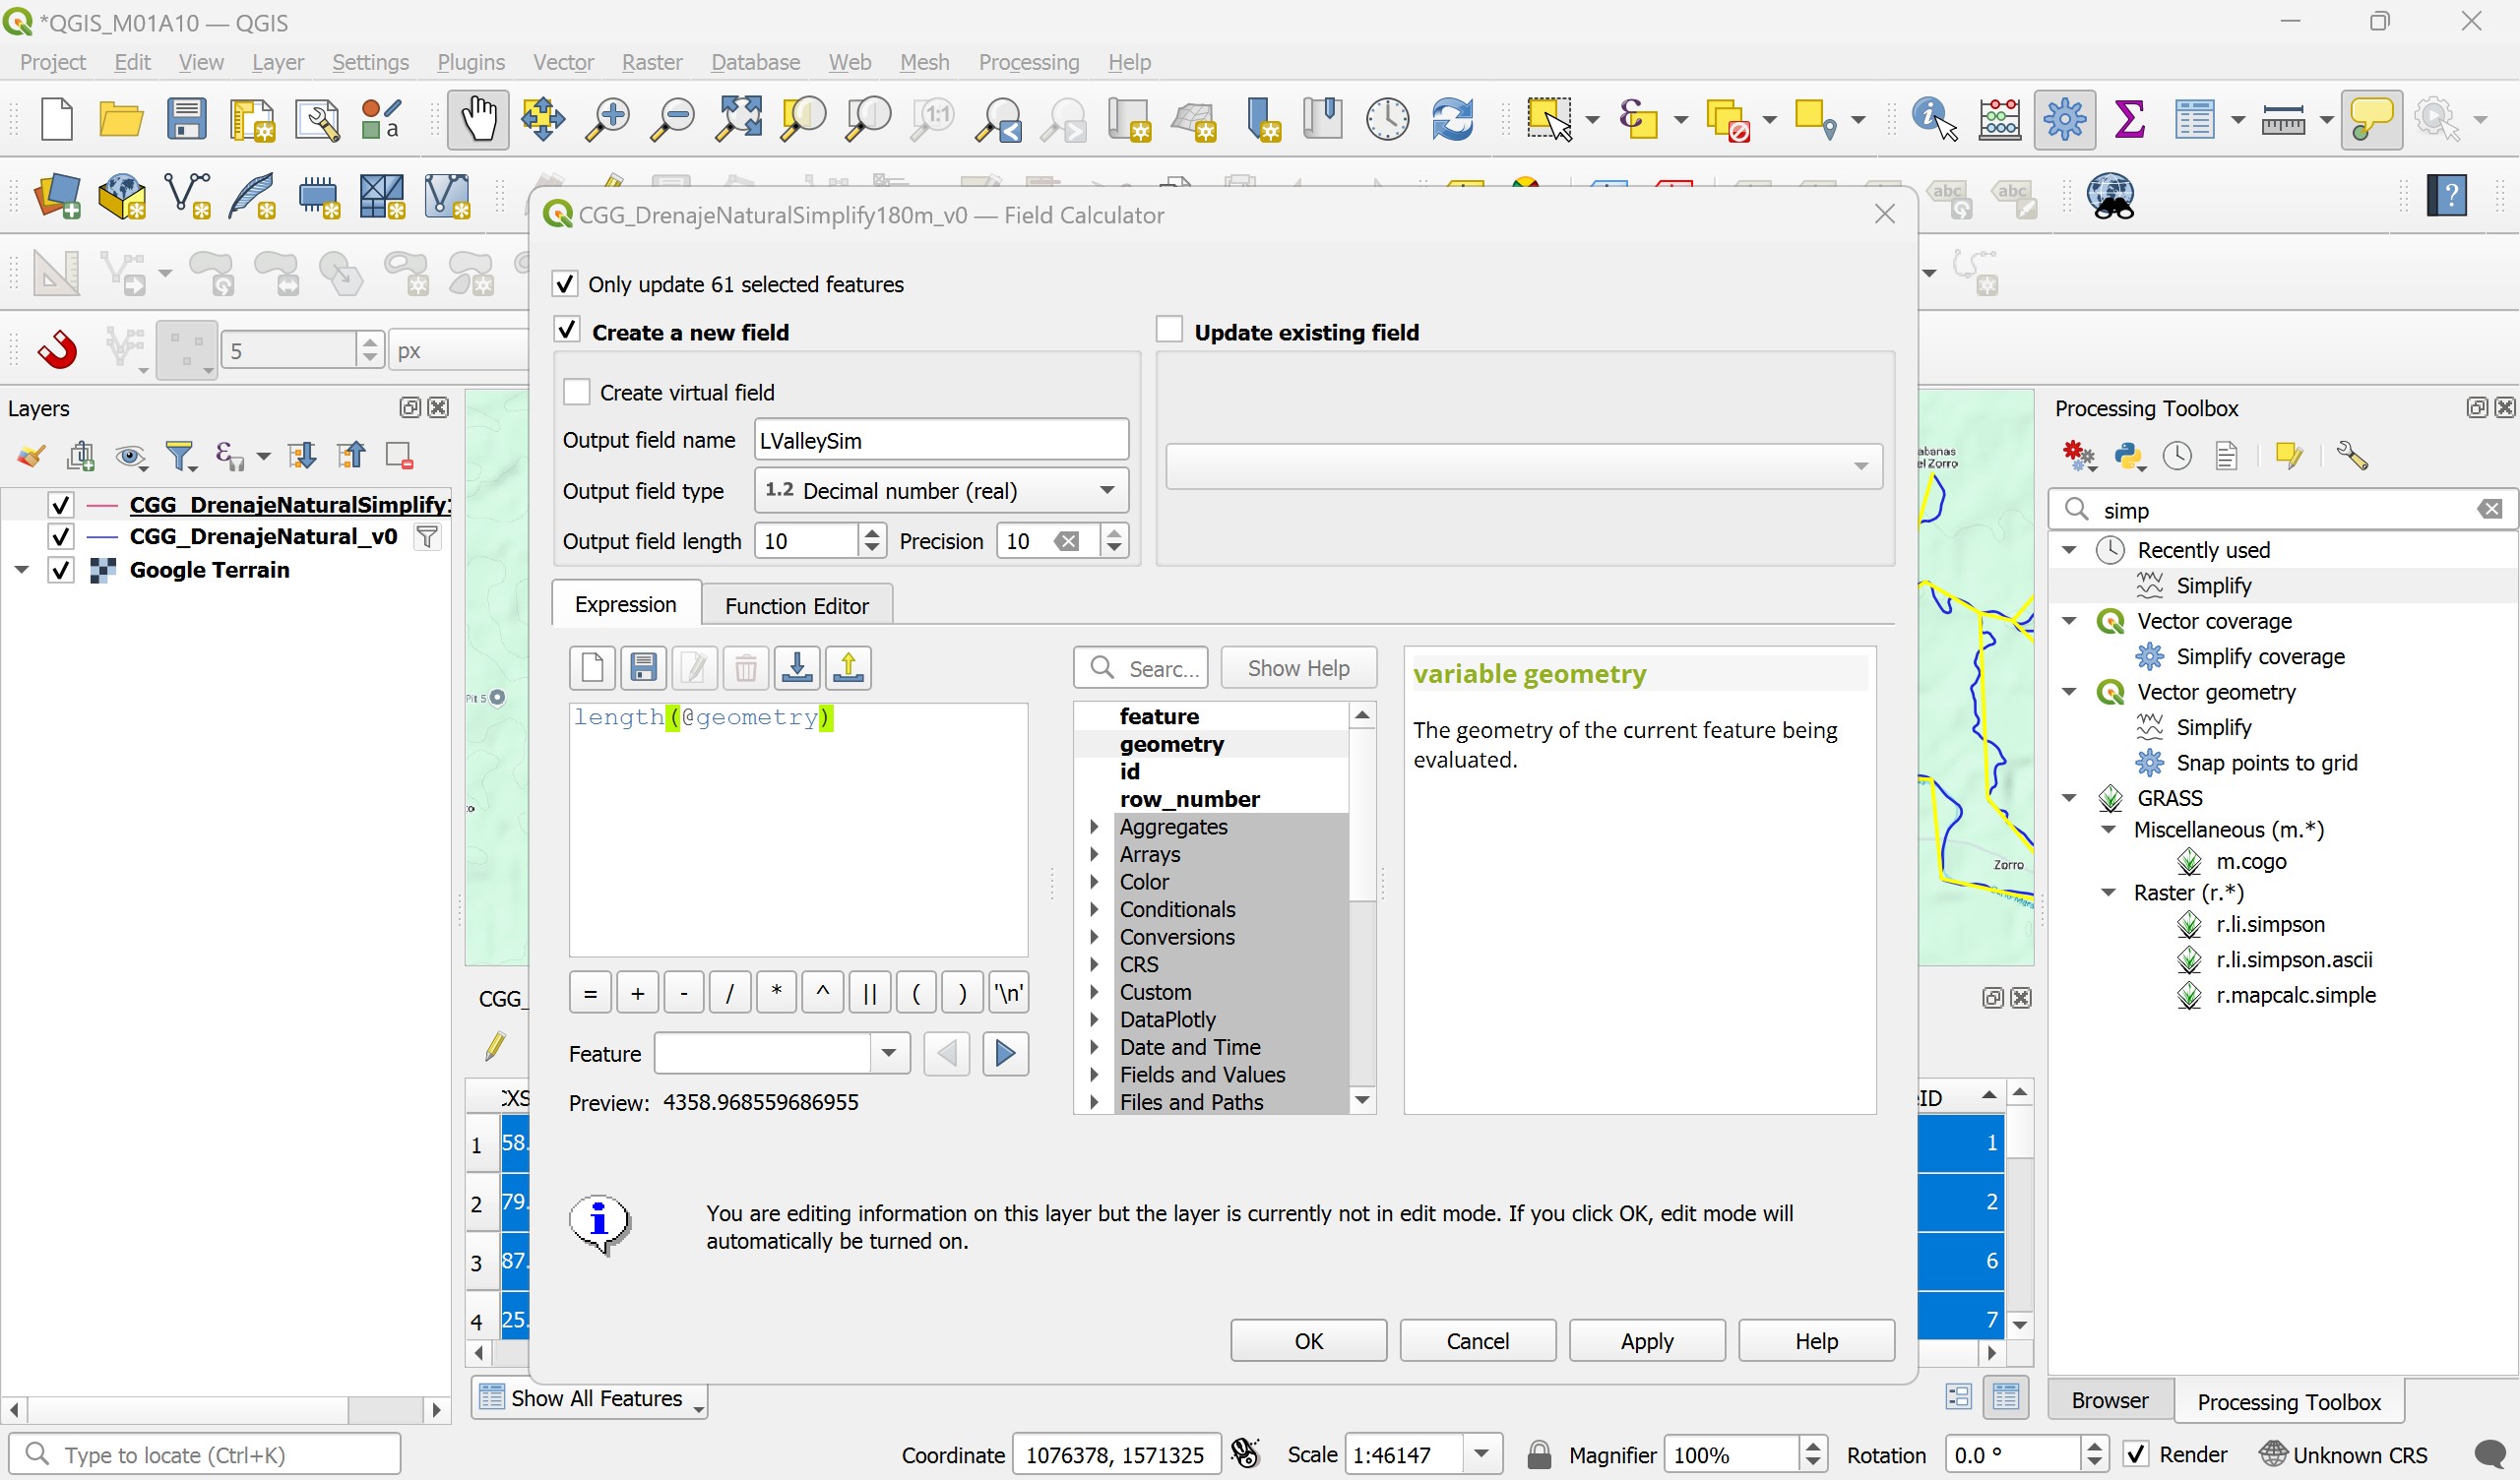 *QGIS_M01A10 — QGIS
Project Edit View Layer Settings Plugins Vector Raster Database Web Mesh Processing Help
a
1:1
abc abc
?
CGG_DrenajeNaturalSimplify180m_v0 — Field Calculator
Only update 61 selected features
Create a new field
Update existing field
5 px
Create virtual field
Output field name LValleySim
Output field type 1.2 Decimal number (real)
Output field length 10 Precision 10
Layers
CGG_DrenajeNaturalSimplify
CGG_DrenajeNatural_v0
Google Terrain
Expression Function Editor
Searc... Show Help
length(@geometry)
feature
geometry
id
row_number
Aggregates
Arrays
Color
Conditionals
Conversions
CRS
Custom
DataPlotly
Date and Time
Fields and Values
Files and Paths
variable geometry
The geometry of the current feature being
evaluated.
= + - / * ^ || ( ) '\n'
Feature
Preview: 4358.968559686955
You are editing information on this layer but the layer is currently not in edit mode. If you click OK, edit mode will
automatically be turned on.
OK Cancel Apply Help
Pit 5
CGG_
1 58.
2 79.
3 87.
4 25.
abanas
el Zorro
Zorro
ID
1
2
6
7
Show All Features
Processing Toolbox
simp
Recently used
Simplify
Vector coverage
Simplify coverage
Vector geometry
Simplify
Snap points to grid
GRASS
Miscellaneous (m.*)
m.cogo
Raster (r.*)
r.li.simpson
r.li.simpson.ascii
r.mapcalc.simple
Browser Processing Toolbox
Type to locate (Ctrl+K)
Coordinate 1076378, 1571325 Scale 1:46147 Magnifier 100% Rotation 0.0 ° Render Unknown CRS